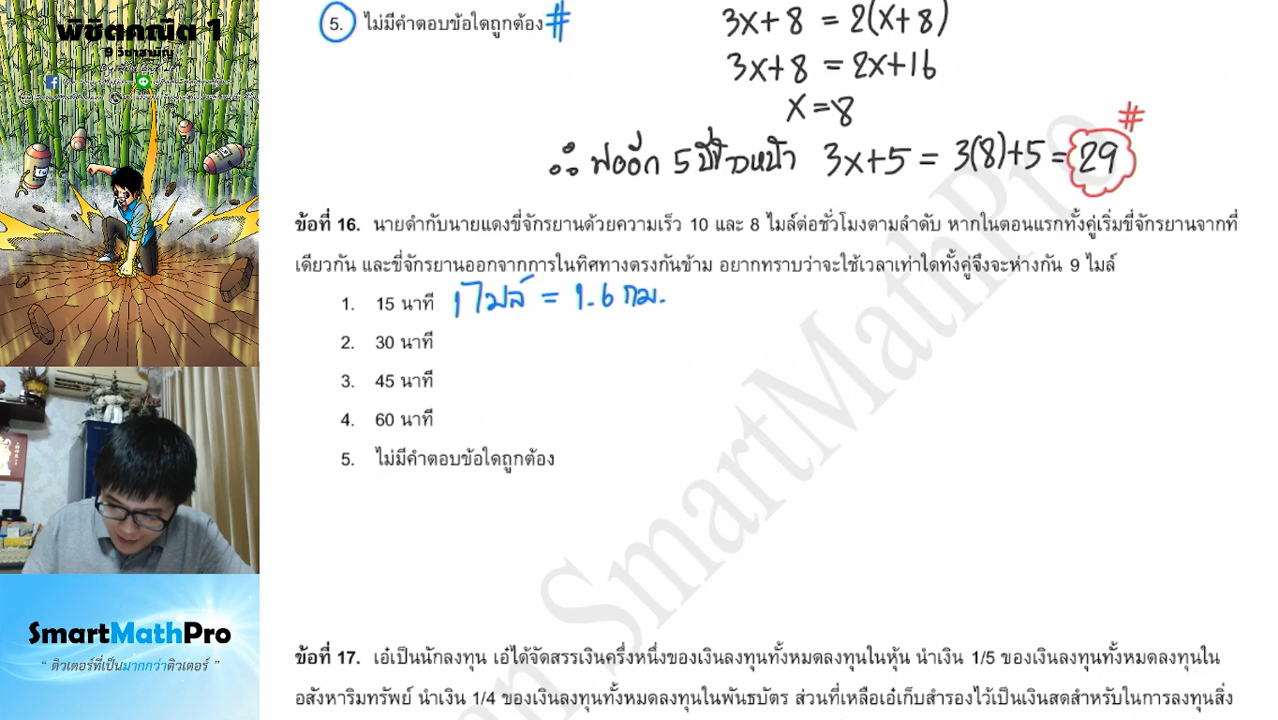 พิชิตคณิต 1
9 วิชาสามัญ
SmartMathPro
“ ติวเตอร์ที่เป็นมากกว่าติวเตอร์ ”
5. ไม่มีคำตอบข้อใดถูกต้อง #
3x+8 = 2(x+8)
3x+8 = 2x+16
x=8
#
∴ พ่ออีก 5 ปีข้างหน้า 3x+5 = 3(8)+5 = 29
ข้อที่ 16. นายดำกับนายแดงขี่จักรยานด้วยความเร็ว 10 และ 8 ไมล์ต่อชั่วโมงตามลำดับ หากในตอนแรกทั้งคู่เริ่มขี่จักรยานจากที่
เดียวกัน และขี่จักรยานออกจากการในทิศทางตรงกันข้าม อยากทราบว่าจะใช้เวลาเท่าใดทั้งคู่จึงจะห่างกัน 9 ไมล์
1. 15 นาที 1 ไมล์ = 1.6 กม.
2. 30 นาที
3. 45 นาที
4. 60 นาที
5. ไม่มีคำตอบข้อใดถูกต้อง
SmartMathPro
ข้อที่ 17. เอ๋เป็นนักลงทุน เอ๋ได้จัดสรรเงินครึ่งหนึ่งของเงินลงทุนทั้งหมดลงทุนในหุ้น นำเงิน 1/5 ของเงินลงทุนทั้งหมดลงทุนใน
อสังหาริมทรัพย์ นำเงิน 1/4 ของเงินลงทุนทั้งหมดลงทุนในพันธบัตร ส่วนที่เหลือเอ๋เก็บสำรองไว้เป็นเงินสดสำหรับในการลงทุนสิ่ง